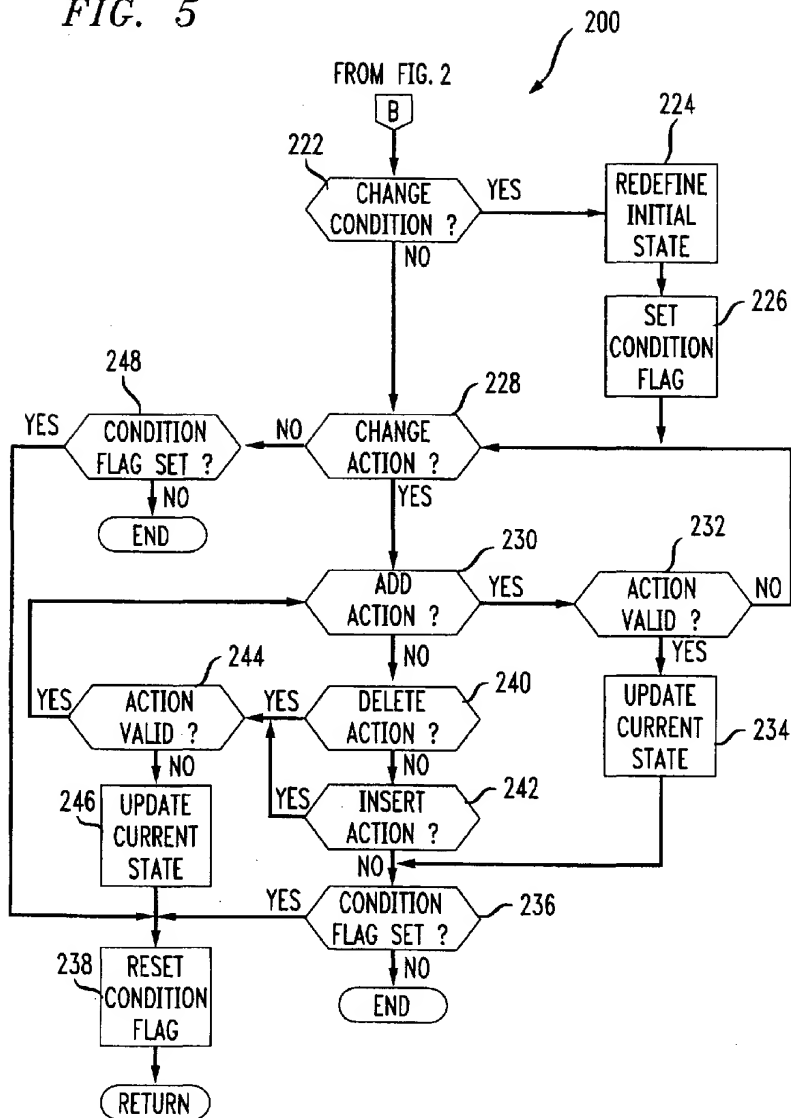 FIG. 5
200
FROM FIG. 2
B
222
CHANGE
CONDITION ?
YES
NO
224
REDEFINE
INITIAL
STATE
226
SET
CONDITION
FLAG
248
YES
CONDITION
FLAG SET ?
NO
END
228
NO
CHANGE
ACTION ?
YES
230
ADD
ACTION ?
YES
NO
232
ACTION
VALID ?
NO
YES
UPDATE
CURRENT
STATE
234
244
YES
ACTION
VALID ?
NO
YES
DELETE
ACTION ?
240
NO
YES
INSERT
ACTION ?
242
NO
246
UPDATE
CURRENT
STATE
YES
CONDITION
FLAG SET ?
236
NO
END
238
RESET
CONDITION
FLAG
RETURN